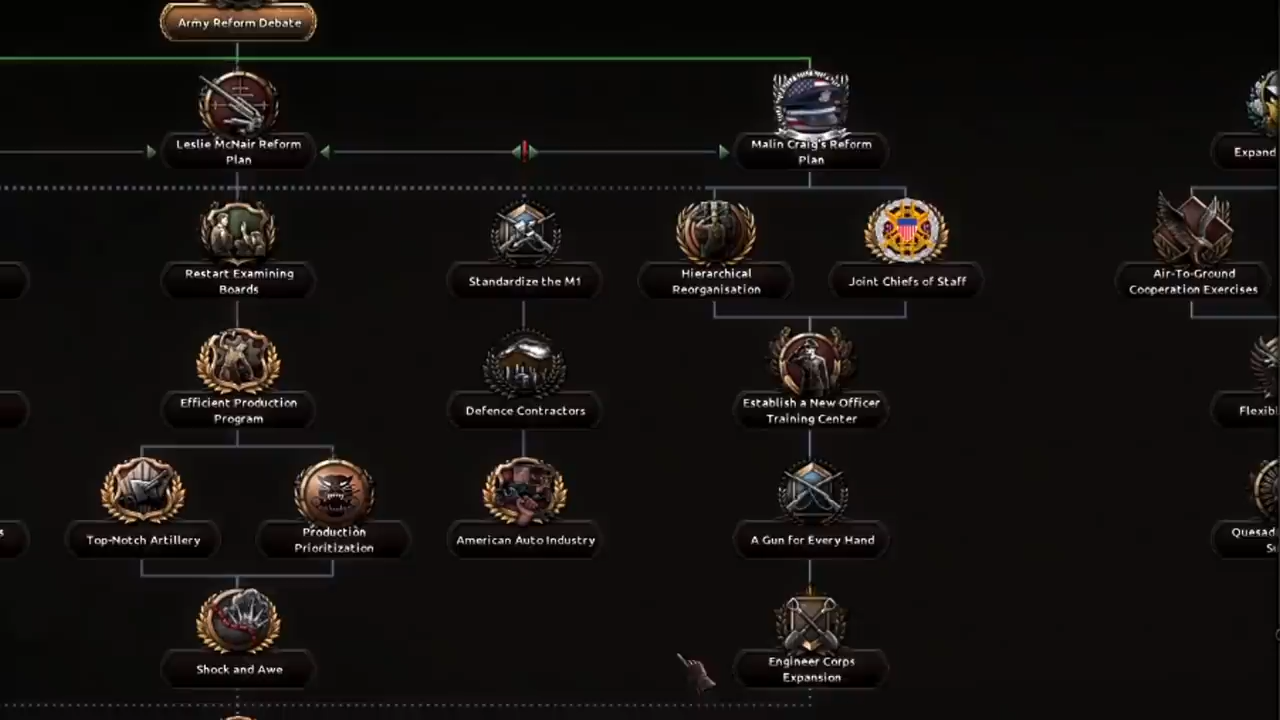 Army Reform Debate
Leslie McNair Reform
Plan
Malin Craig's Reform
Plan
Expand
Restart Examining
Boards
Standardize the M1
Hierarchical
Reorganisation
Joint Chiefs of Staff
Air-To-Ground
Cooperation Exercises
Efficient Production
Program
Defence Contractors
Establish a New Officer
Training Center
Flexibl
Top-Notch Artillery
Production
Prioritization
American Auto Industry
A Gun for Every Hand
Quesad
Shock and Awe
Engineer Corps
Expansion